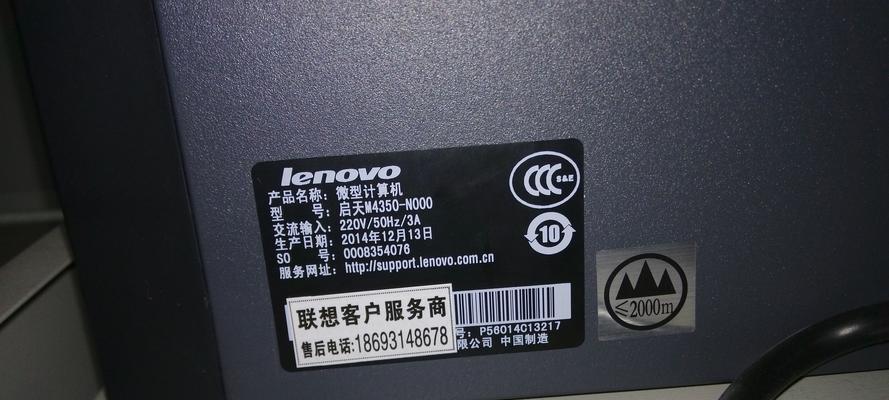 lenovo
产品名称：微型计算机
型 号：启天M4350-N000
交流输入：220V/50Hz/3A
生产日期：2014年12月13日
SO 号：0008354076
服务网址：http://support.lenovo.com.cn
CCC S&E
10
联想客户服务商
售后电话:18693148678
号：P56014C13217
限公司 中国制造
≤2000m